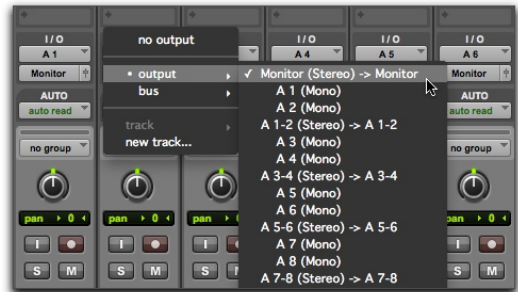 I/O
I/O
I/O
I/O
A 1
A 4
A 5
A 6
Monitor
Monitor
AUTO
AUTO
auto read
auto read
no group
no group
pan 0
pan 0
pan 0
pan 0
I
I
I
I
I
I
S M
S M
S
S M
no output
• output
bus
track
new track...
✓ Monitor (Stereo) -> Monitor
A 1 (Mono)
A 2 (Mono)
A 1-2 (Stereo) -> A 1-2
A 3 (Mono)
A 4 (Mono)
A 3-4 (Stereo) -> A 3-4
A 5 (Mono)
A 6 (Mono)
A 5-6 (Stereo) -> A 5-6
A 7 (Mono)
A 8 (Mono)
A 7-8 (Stereo) -> A 7-8